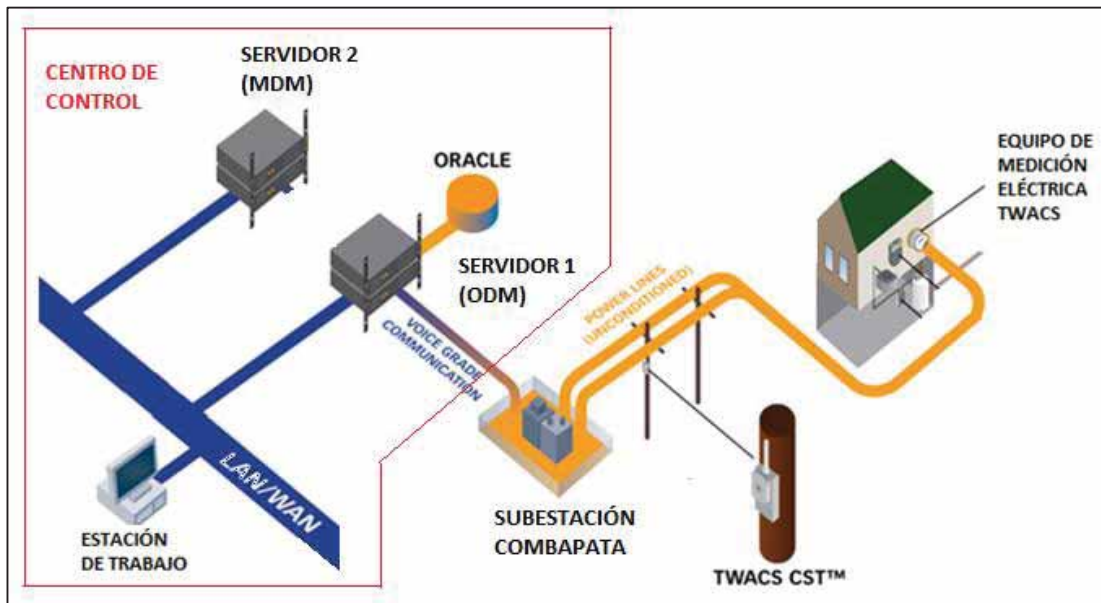 CENTRO DE
CONTROL
SERVIDOR 2
(MDM)
ORACLE
SERVIDOR 1
(ODM)
VOICE GRADE
COMMUNICATION
POWER LINES
(UNCONDITIONED)
EQUIPO DE
MEDICIÓN
ELÉCTRICA
TWACS
LAN/WAN
ESTACIÓN
DE TRABAJO
SUBESTACIÓN
COMBAPATA
TWACS CST™